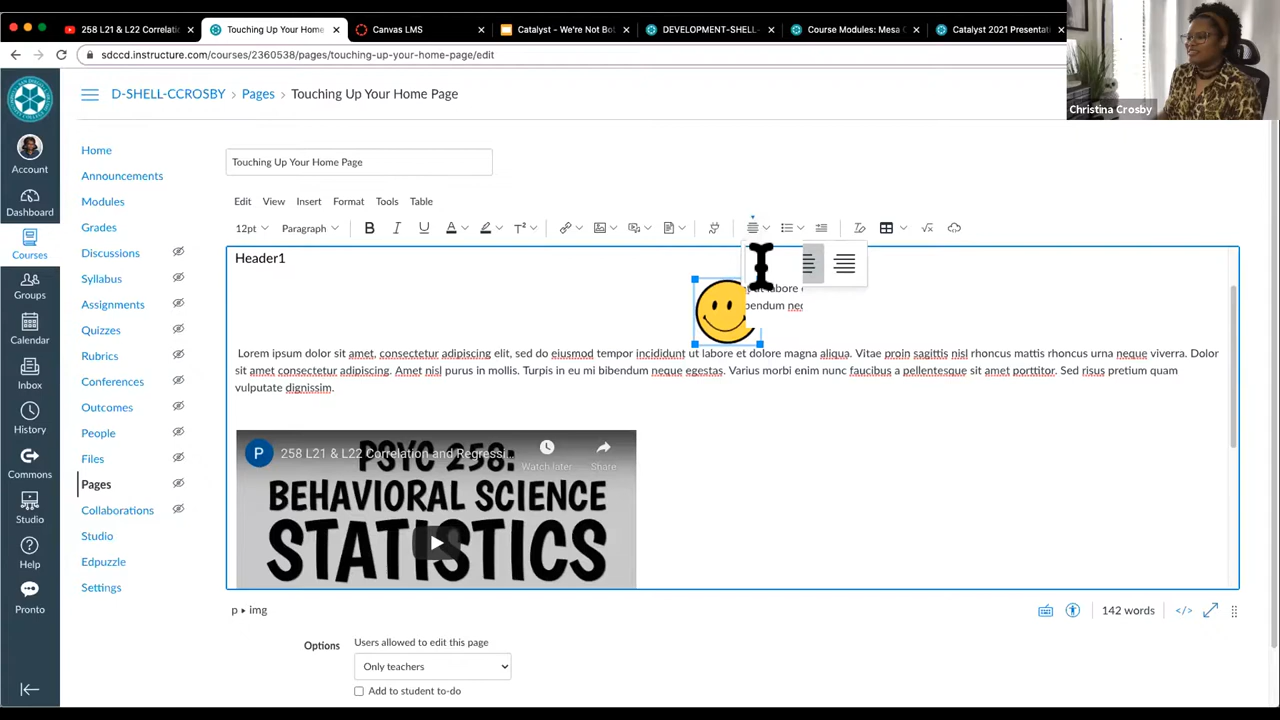 258 L21 & L22 Correlatio
Touching Up Your Home
Canvas LMS
Catalyst - We're Not Bo
DEVELOPMENT-SHELL-
Course Modules: Mesa C
Catalyst 2021 Presentati
sdccd.instructure.com/courses/2360538/pages/touching-up-your-home-page/edit
Christina Crosby
D-SHELL-CCROSBY > Pages > Touching Up Your Home Page
Account
Dashboard
Courses
Groups
Calendar
Inbox
History
Commons
Studio
Help
Pronto
Home
Announcements
Modules
Grades
Discussions
Syllabus
Assignments
Quizzes
Rubrics
Conferences
Outcomes
People
Files
Pages
Collaborations
Studio
Edpuzzle
Settings
Touching Up Your Home Page
Edit View Insert Format Tools Table
12pt Paragraph B I U A T²
Header1
ut labore
bendum neq
Lorem ipsum dolor sit amet, consectetur adipiscing elit, sed do eiusmod tempor incididunt ut labore et dolore magna aliqua. Vitae proin sagittis nisl rhoncus mattis rhoncus urna neque viverra. Dolor
sit amet consectetur adipiscing. Amet nisl purus in mollis. Turpis in eu mi bibendum neque egestas. Varius morbi enim nunc faucibus a pellentesque sit amet porttitor. Sed risus pretium quam
vulputate dignissim.
P 258 L21 & L22 Correlation and Regressi...
Watch later
Share
PSYC 258:
BEHAVIORAL SCIENCE
STATISTICS
p ▸ img
142 words
</>
Options
Users allowed to edit this page
Only teachers
Add to student to-do